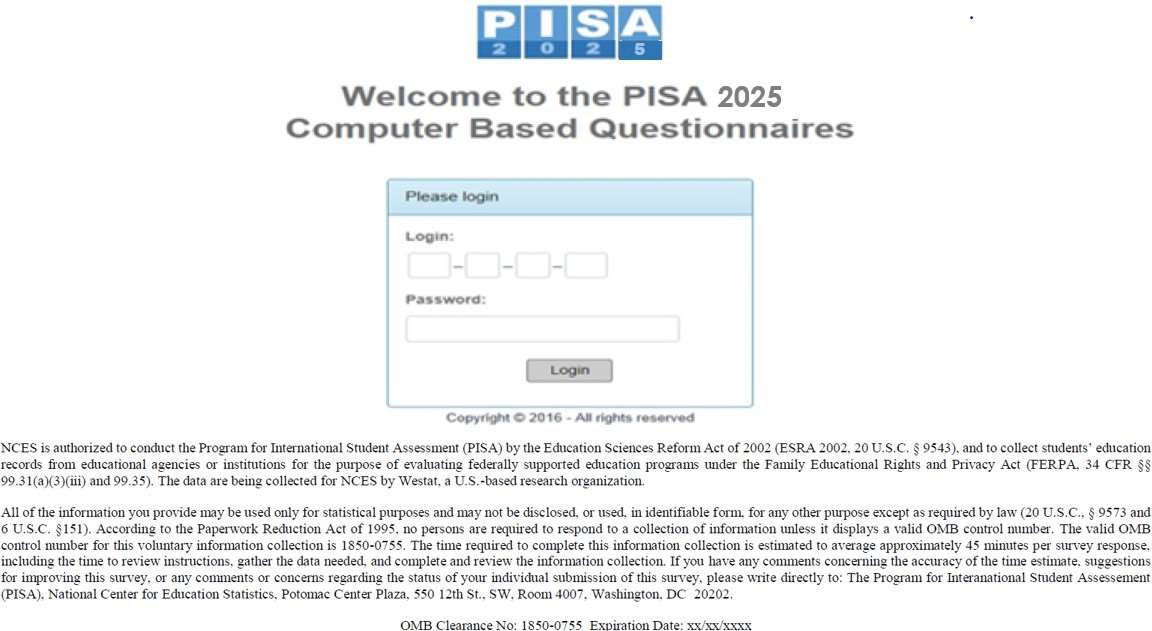 PISA
2025
Welcome to the PISA 2025
Computer Based Questionnaires
Please login
Login:
– – –
Password:
Login
Copyright © 2016 - All rights reserved
NCES is authorized to conduct the Program for International Student Assessment (PISA) by the Education Sciences Reform Act of 2002 (ESRA 2002, 20 U.S.C. § 9543), and to collect students’ education
records from educational agencies or institutions for the purpose of evaluating federally supported education programs under the Family Educational Rights and Privacy Act (FERPA, 34 CFR §§
99.31(a)(3)(iii) and 99.35). The data are being collected for NCES by Westat, a U.S.-based research organization.
All of the information you provide may be used only for statistical purposes and may not be disclosed, or used, in identifiable form, for any other purpose except as required by law (20 U.S.C., § 9573 and
6 U.S.C. §151). According to the Paperwork Reduction Act of 1995, no persons are required to respond to a collection of information unless it displays a valid OMB control number. The valid OMB
control number for this voluntary information collection is 1850-0755. The time required to complete this information collection is estimated to average approximately 45 minutes per survey response,
including the time to review instructions, gather the data needed, and complete and review the information collection. If you have any comments concerning the accuracy of the time estimate, suggestions
for improving this survey, or any comments or concerns regarding the status of your individual submission of this survey, please write directly to: The Program for Interanational Student Assessement
(PISA), National Center for Education Statistics, Potomac Center Plaza, 550 12th St., SW, Room 4007, Washington, DC  20202.
OMB Clearance No: 1850-0755  Expiration Date: xx/xx/xxxx